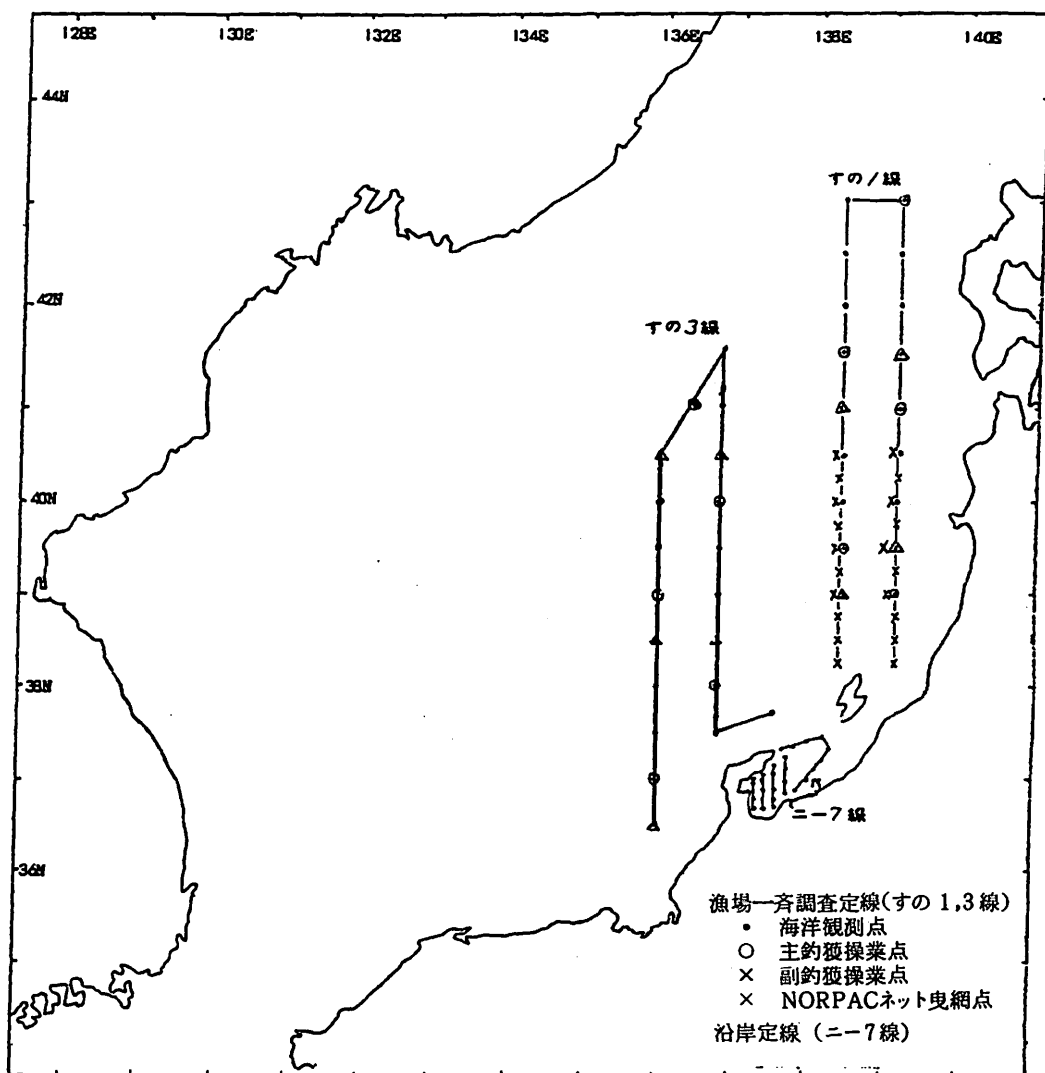 128E 130E 132E 134E 136E 138E 140E
44N
すの1線
42N
すの3線
40N
38N
ニ-7線
36N
漁場一斉調査定線(すの 1,3線)
• 海洋観測点
○ 主釣獲操業点
× 副釣獲操業点
× NORPACネット曳網点
沿岸定線 (ニ-7線)